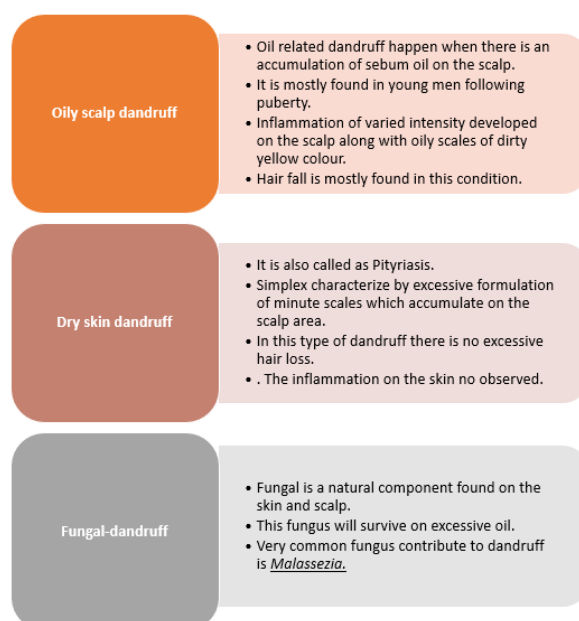 Oily scalp dandruff
• Oil related dandruff happen when there is an
accumulation of sebum oil on the scalp.
• It is mostly found in young men following
puberty.
• Inflammation of varied intensity developed
on the scalp along with oily scales of dirty
yellow colour.
• Hair fall is mostly found in this condition.
Dry skin dandruff
• It is also called as Pityriasis.
• Simplex characterize by excessive formulation
of minute scales which accumulate on the
scalp area.
• In this type of dandruff there is no excessive
hair loss.
• . The inflammation on the skin no observed.
Fungal-dandruff
• Fungal is a natural component found on the
skin and scalp.
• This fungus will survive on excessive oil.
• Very common fungus contribute to dandruff
is Malassezia.